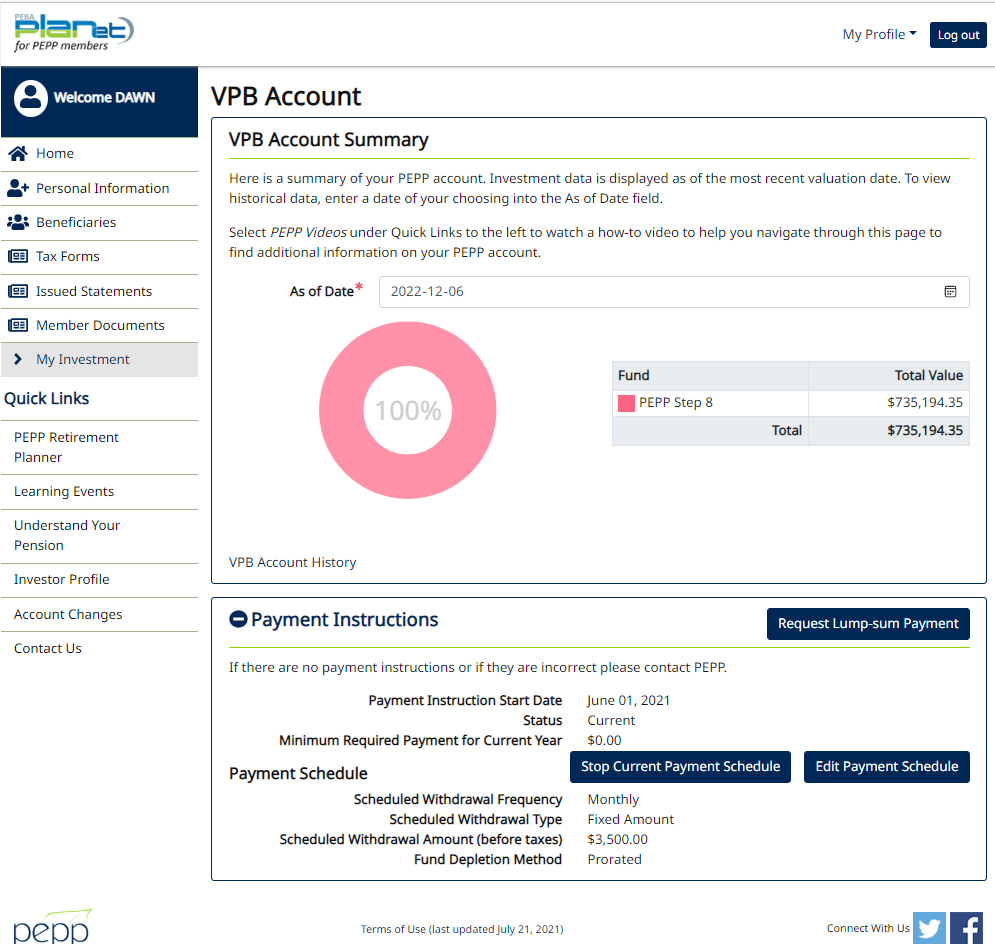 PEBA
planet
for PEPP members
My Profile
Log out
Welcome DAWN
Home
Personal Information
Beneficiaries
Tax Forms
Issued Statements
Member Documents
My Investment
Quick Links
PEPP Retirement
Planner
Learning Events
Understand Your
Pension
Investor Profile
Account Changes
Contact Us
VPB Account
VPB Account Summary
Here is a summary of your PEPP account. Investment data is displayed as of the most recent valuation date. To view
historical data, enter a date of your choosing into the As of Date field.
Select PEPP Videos under Quick Links to the left to watch a how-to video to help you navigate through this page to
find additional information on your PEPP account.
As of Date* 2022-12-06
100%
Fund Total Value
PEPP Step 8 $735,194.35
Total $735,194.35
VPB Account History
Payment Instructions
Request Lump-sum Payment
If there are no payment instructions or if they are incorrect please contact PEPP.
Payment Instruction Start Date June 01, 2021
Status Current
Minimum Required Payment for Current Year $0.00
Payment Schedule
Stop Current Payment Schedule
Edit Payment Schedule
Scheduled Withdrawal Frequency Monthly
Scheduled Withdrawal Type Fixed Amount
Scheduled Withdrawal Amount (before taxes) $3,500.00
Fund Depletion Method Prorated
pepp
Terms of Use (last updated July 21, 2021)
Connect With Us